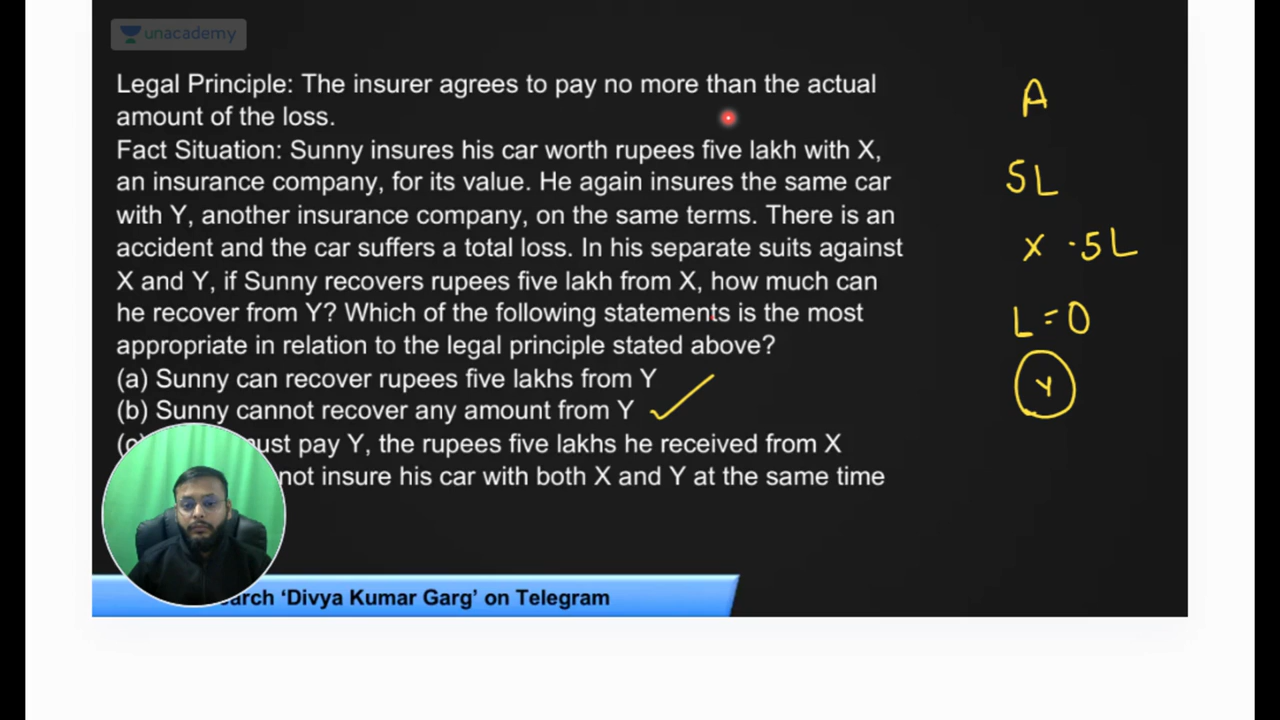 unacademy
Legal Principle: The insurer agrees to pay no more than the actual
amount of the loss.
Fact Situation: Sunny insures his car worth rupees five lakh with X,
an insurance company, for its value. He again insures the same car
with Y, another insurance company, on the same terms. There is an
accident and the car suffers a total loss. In his separate suits against
X and Y, if Sunny recovers rupees five lakh from X, how much can
he recover from Y? Which of the following statements is the most
appropriate in relation to the legal principle stated above?
(a) Sunny can recover rupees five lakhs from Y
(b) Sunny cannot recover any amount from Y
pay Y, the rupees five lakhs he received from X
not insure his car with both X and Y at the same time
‘Divya Kumar Garg’ on Telegram
A
5L
X - 5L
L = 0
Y